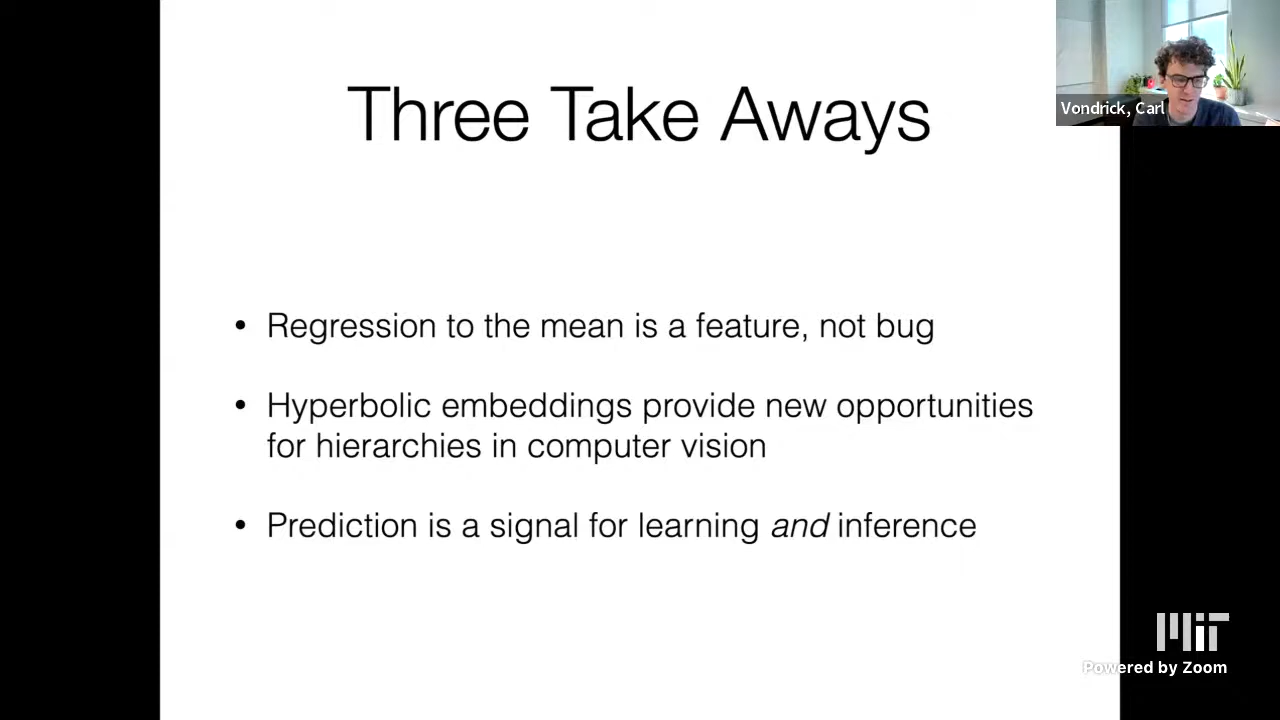 Three Take Aways
Vondrick, Carl
• Regression to the mean is a feature, not bug
• Hyperbolic embeddings provide new opportunities
for hierarchies in computer vision
• Prediction is a signal for learning and inference
MIT
Powered by Zoom